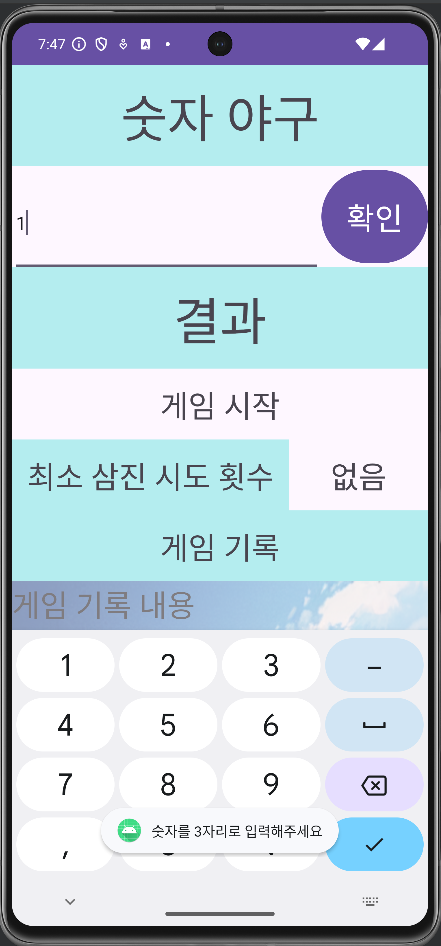 7:47
숫자 야구
1
확인
결과
게임 시작
최소 삼진 시도 횟수 없음
게임 기록
게임 기록 내용
1 2 3 -
4 5 6
7 8 9
숫자를 3자리로 입력해주세요
,